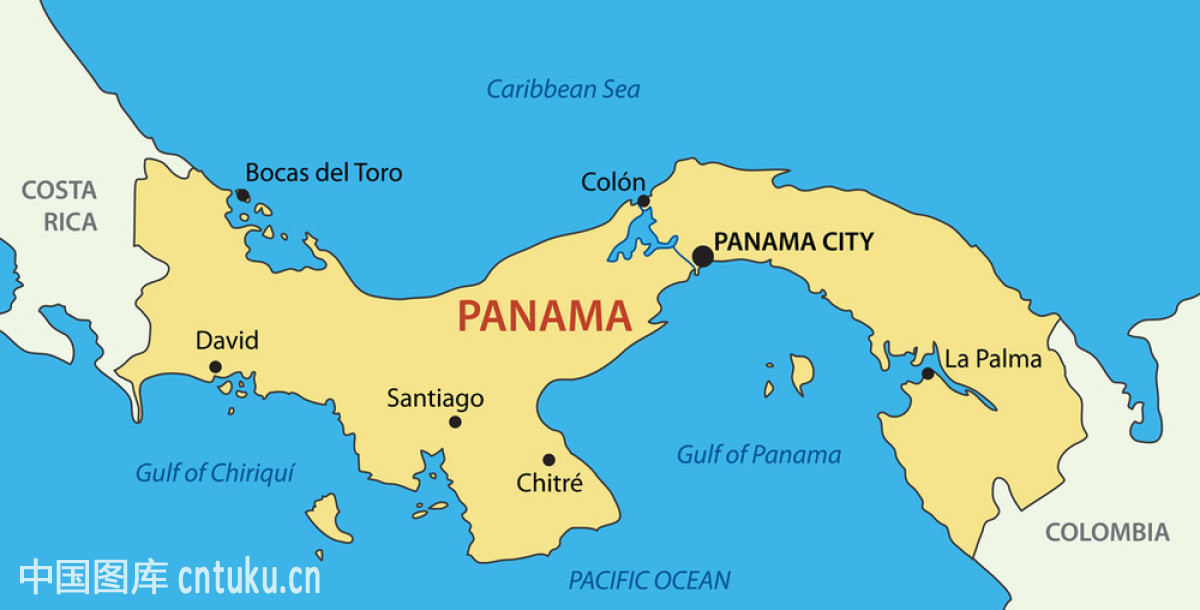 Caribbean Sea
Bocas del Toro
Colón
COSTA
RICA
PANAMA CITY
PANAMA
David
La Palma
Santiago
Gulf of Panama
Gulf of Chiriquí
Chitré
COLOMBIA
PACIFIC OCEAN
中国图库 cntuku.cn